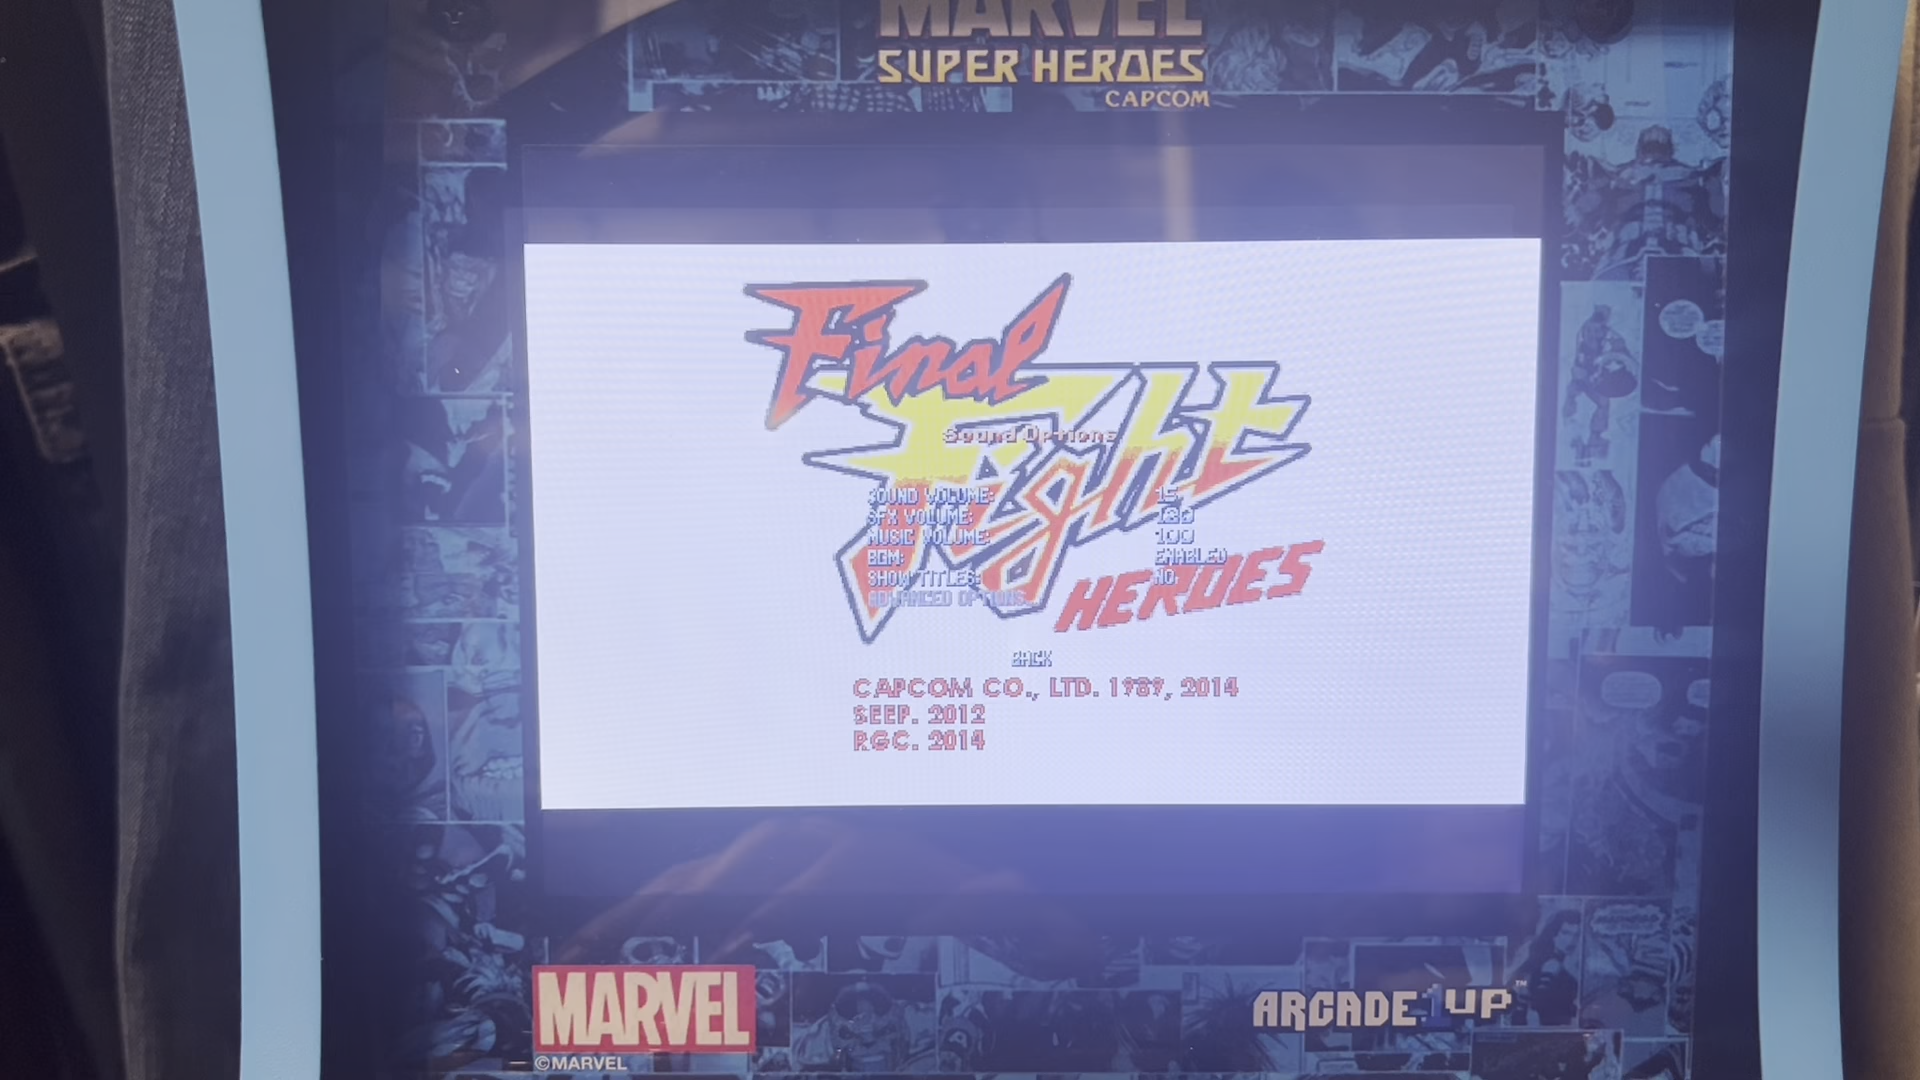 MARVEL
SUPER HEROES
CAPCOM
Final
Fight
HEROES
Sound Options
SOUND VOLUME: 15
SFX VOLUME:
MUSIC VOLUME: 100
BGM: ENABLED
SHOW TITLES: NO
ADVANCED OPTIONS...
BACK
CAPCOM CO., LTD. 1989, 2014
SEEP. 2012
RGC. 2014
MARVEL
©MARVEL
ARCADE1UP™